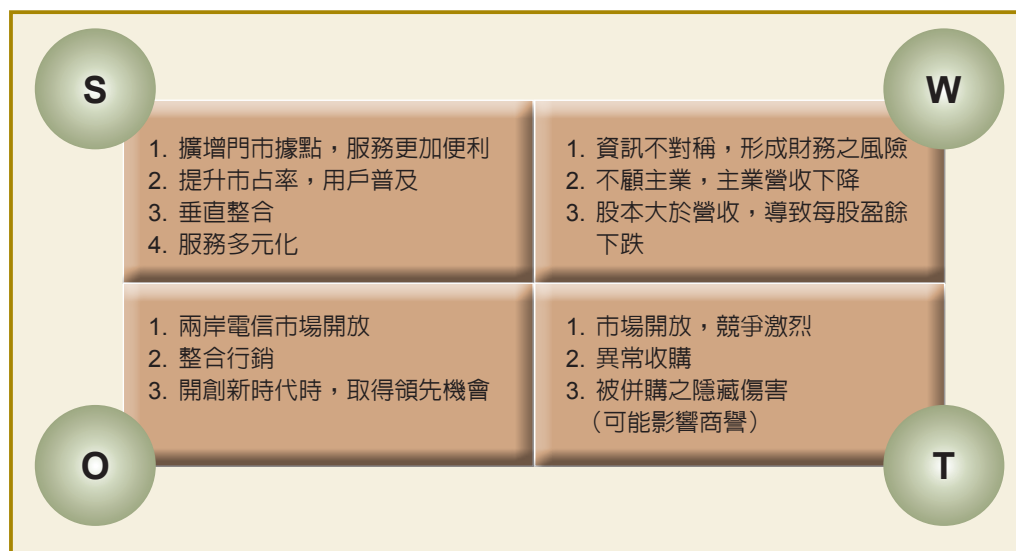 S
W
1. 擴增門市據點，服務更加便利
2. 提升市占率，用戶普及
3. 垂直整合
4. 服務多元化
1. 資訊不對稱，形成財務之風險
2. 不顧主業，主業營收下降
3. 股本大於營收，導致每股盈餘
下跌
1. 兩岸電信市場開放
2. 整合行銷
3. 開創新時代時，取得領先機會
1. 市場開放，競爭激烈
2. 異常收購
3. 被併購之隱藏傷害
（可能影響商譽）
O
T